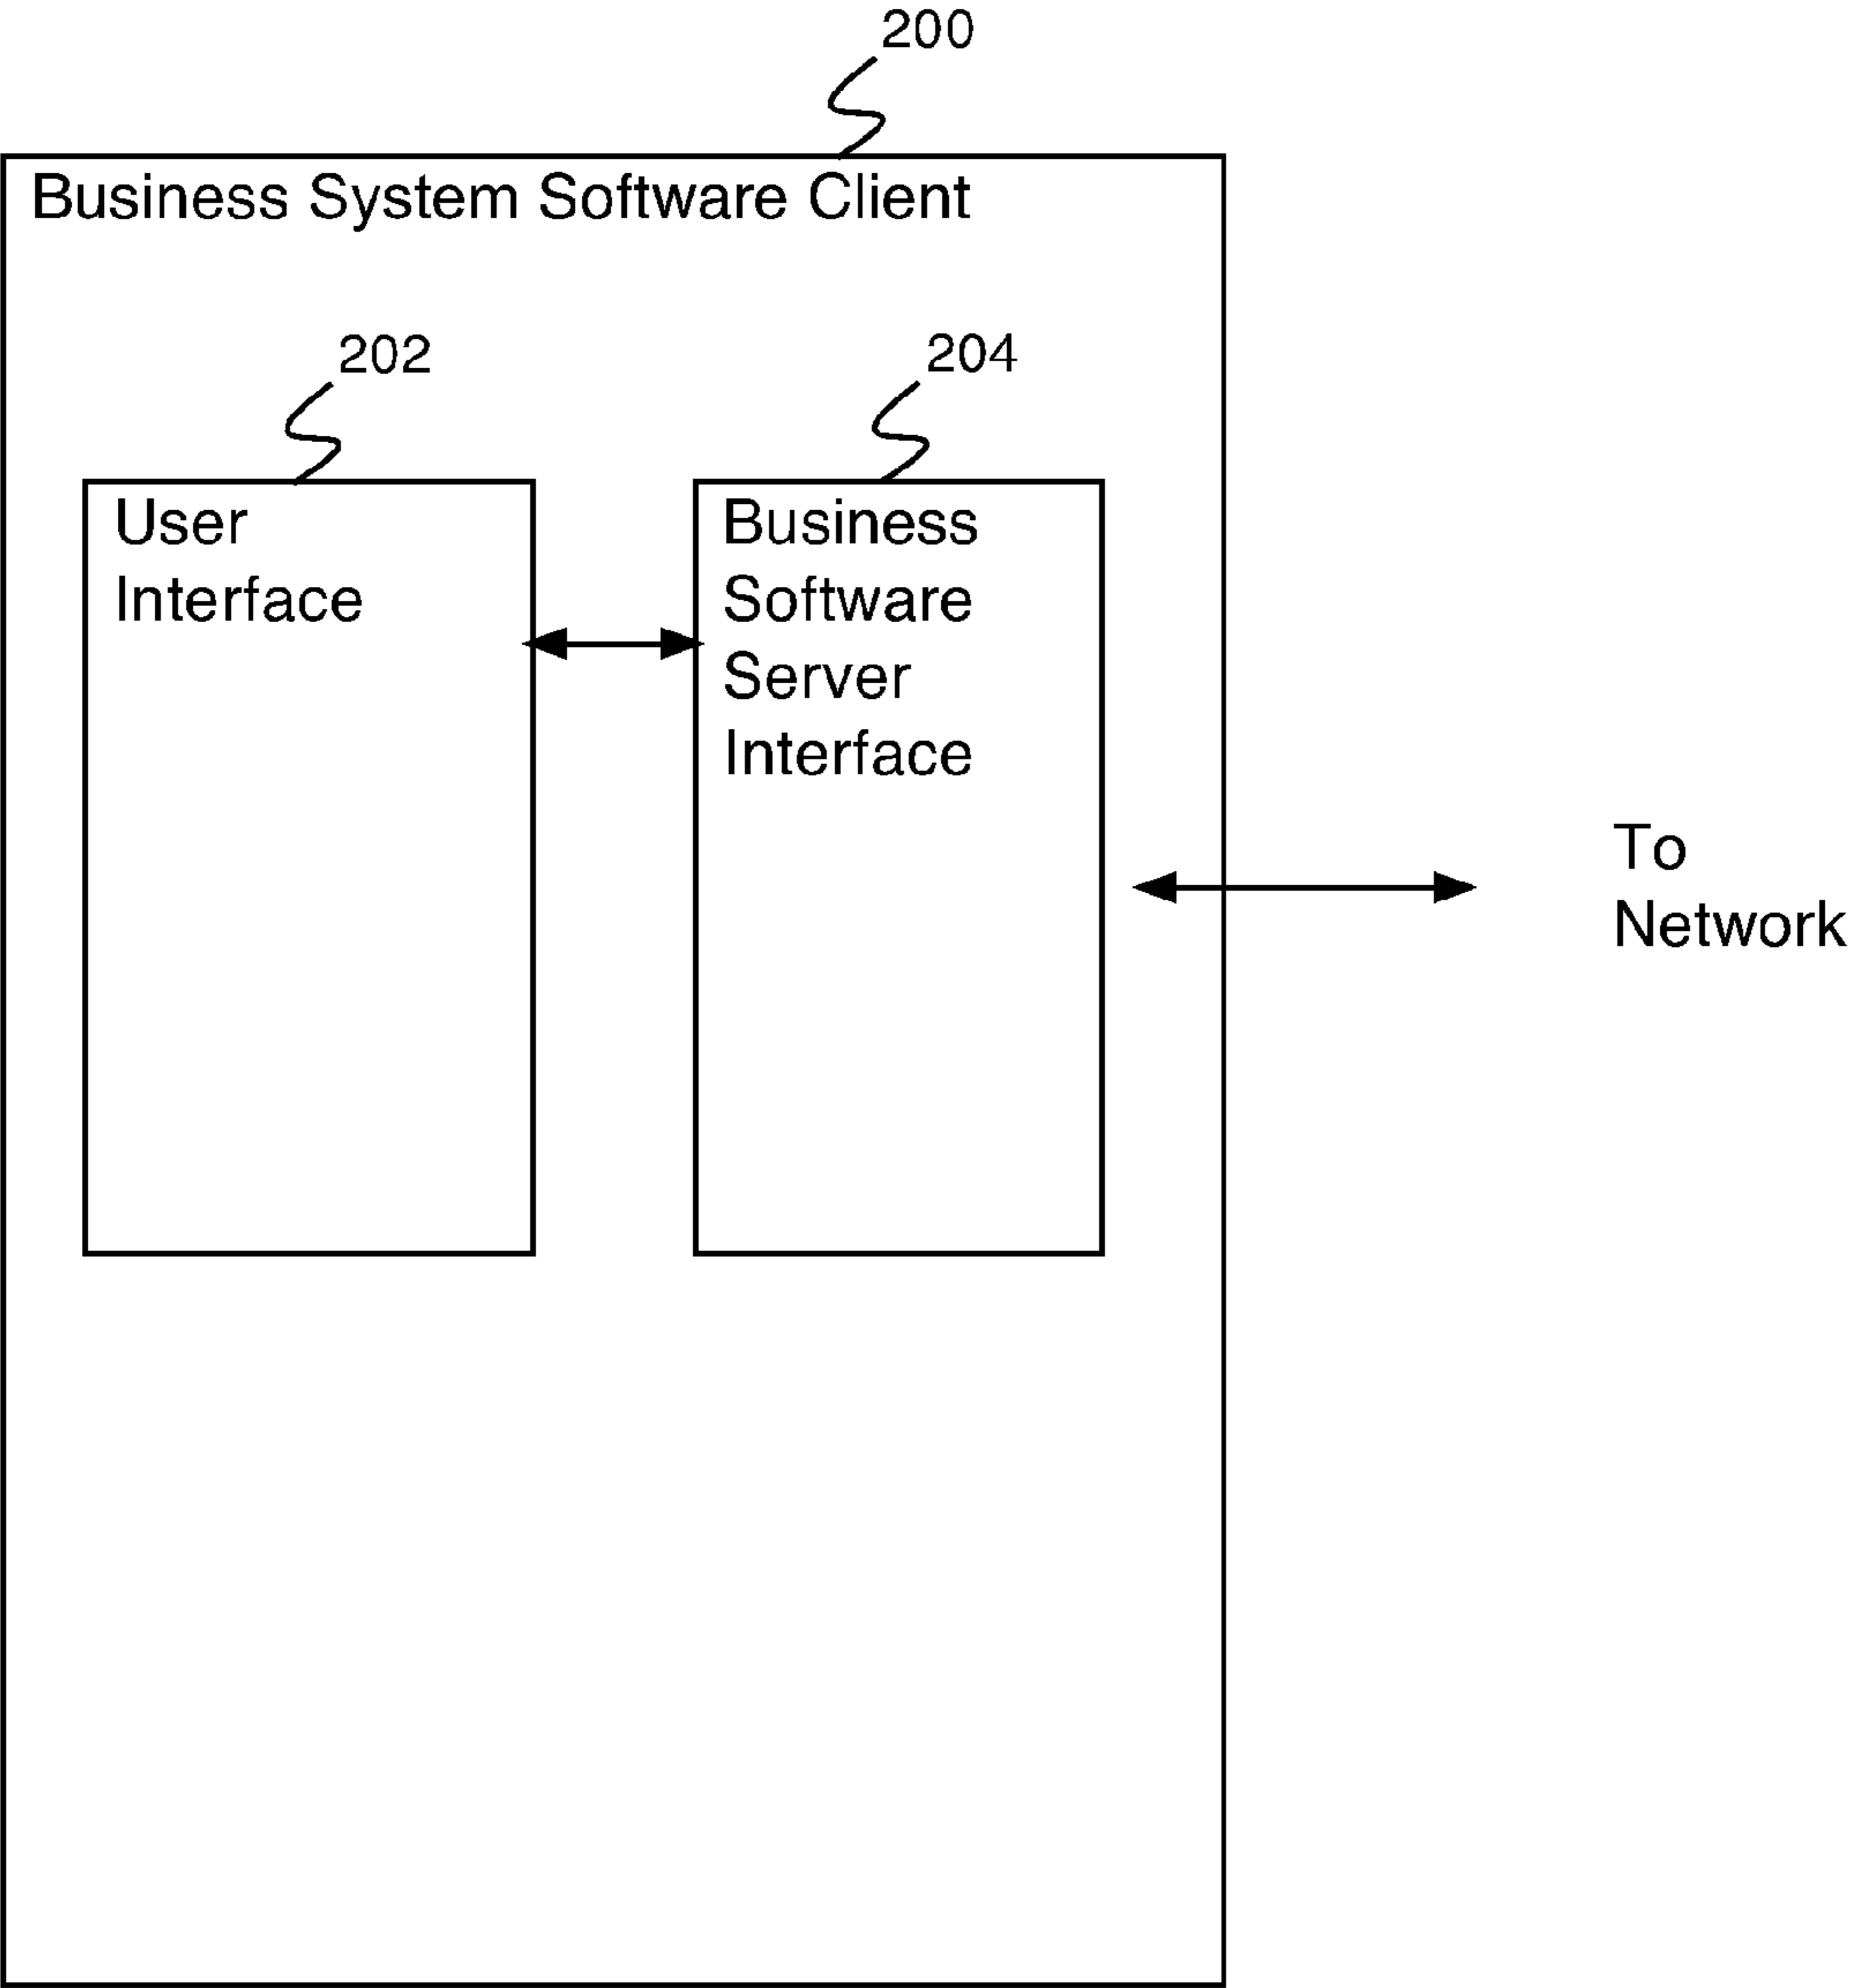 200
Business System Software Client
202
204
User
Interface
Business
Software
Server
Interface
To
Network